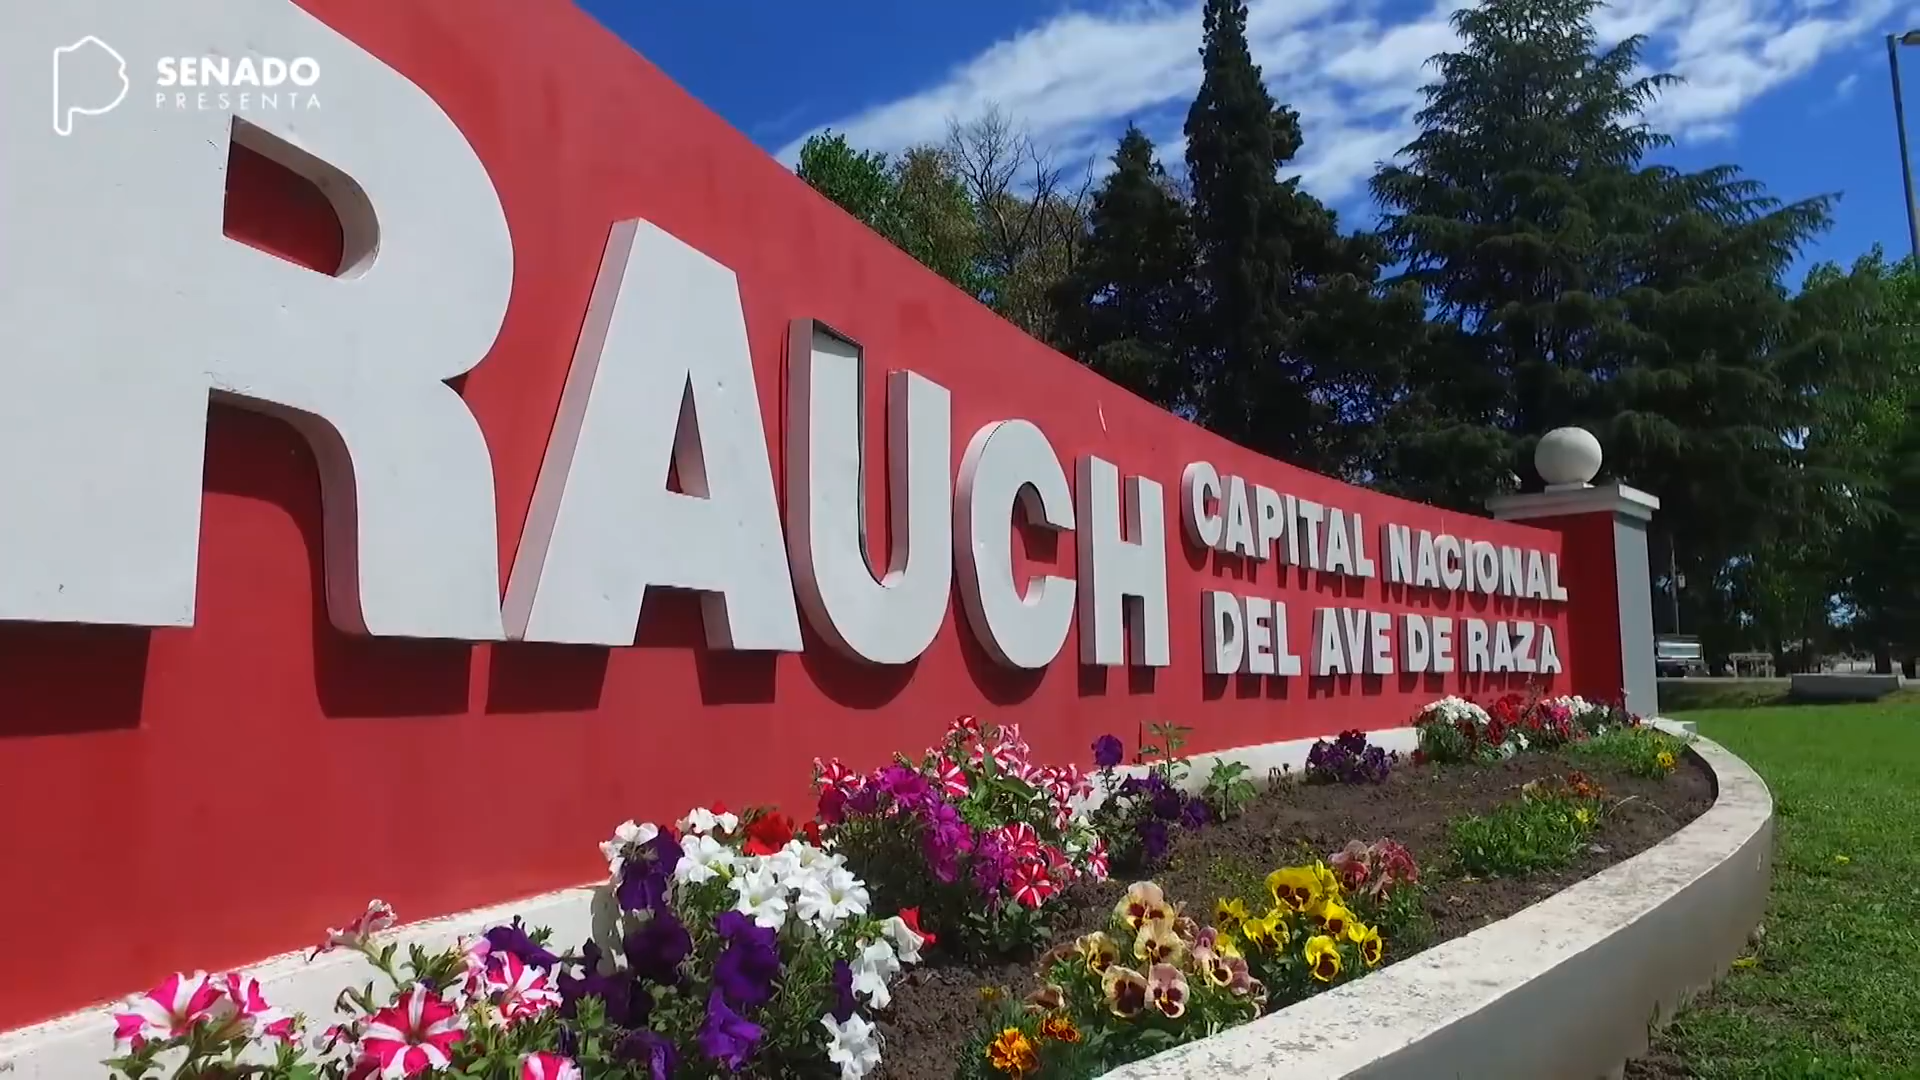 SENADO
PRESENTA
RAUCH
CAPITAL NACIONAL
DEL AVE DE RAZA